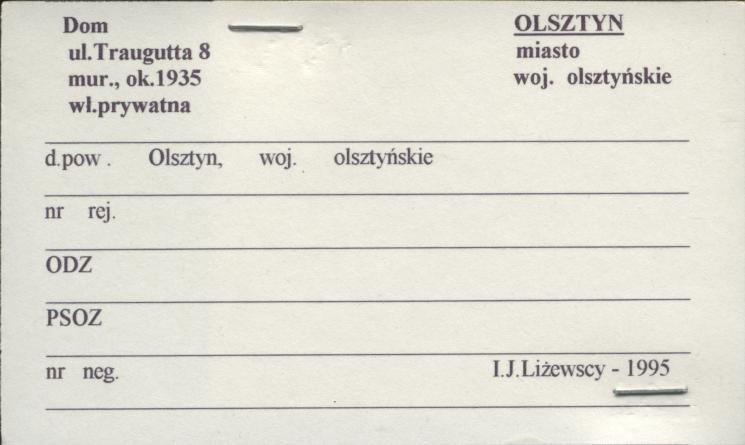 Dom
ul.Traugutta 8
mur., ok.1935
wł.prywatna
OLSZTYN
miasto
woj. olsztyńskie
d.pow . Olsztyn, woj. olsztyńskie
nr rej.
ODZ
PSOZ
nr neg. I.J.Liżewscy - 1995